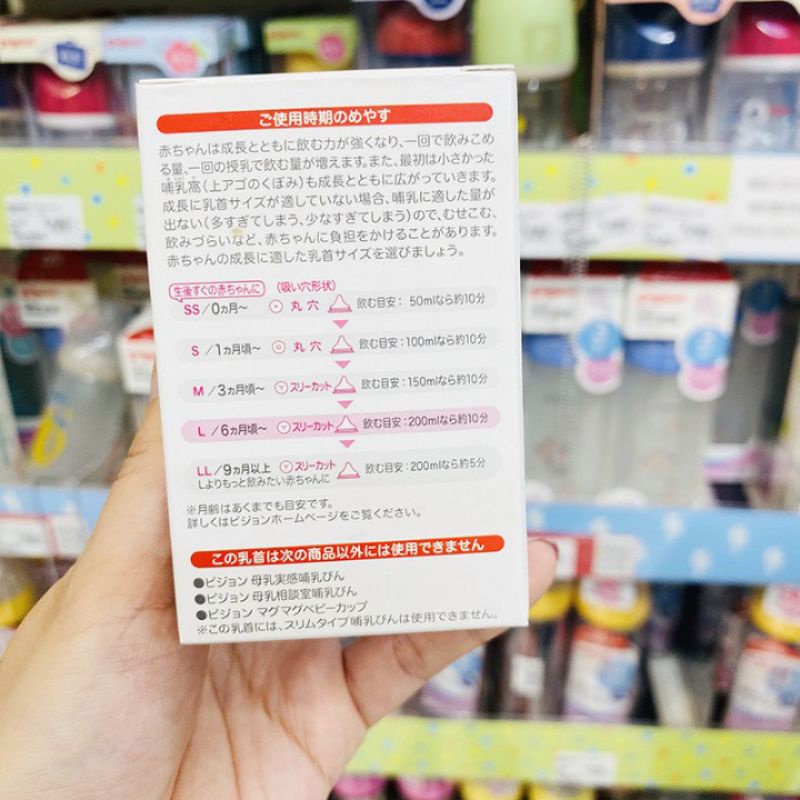 ご使用時期のめやす
赤ちゃんは成長とともに飲む力が強くなり、一回で飲みこめ
る量、一回の授乳で飲む量が増えます。また、最初は小さかった
哺乳窩(上アゴのくぼみ)も成長とともに広がっていきます。
成長に乳首サイズが適していない場合、哺乳に適した量が
出ない(多すぎてしまう、少なすぎてしまう)ので、むせこむ、
飲みづらいなど、赤ちゃんに負担をかけることがあります。
赤ちゃんの成長に適した乳首サイズを選びましょう。
生後すぐの赤ちゃんに (吸い穴形状)
SS/0ヵ月~ 丸穴 飲む目安: 50mlなら約10分
S/1ヵ月頃~ 丸穴 飲む目安:100mlなら約10分
M/3ヵ月頃~ スリーカット 飲む目安:150mlなら約10分
L/6ヵ月頃~ スリーカット 飲む目安:200mlなら約10分
LL/9ヵ月以上 スリーカット 飲む目安:200mlなら約5分
Lよりもっと飲みたい赤ちゃんに
※月齢はあくまでも目安です。
詳しくはピジョンホームページをご覧ください。
この乳首は次の商品以外には使用できません
●ピジョン 母乳実感哺乳びん
●ピジョン 母乳相談室哺乳びん
●ピジョン マグマグベビーカップ
※この乳首には、スリムタイプ哺乳びんは使用できません。